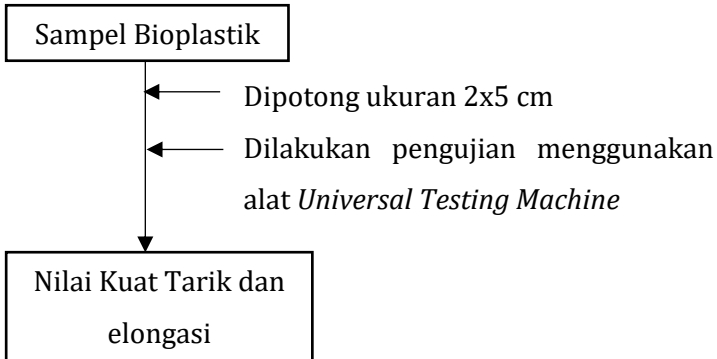 Sampel Bioplastik
Dipotong ukuran 2x5 cm
Dilakukan pengujian menggunakan
alat Universal Testing Machine
Nilai Kuat Tarik dan
elongasi